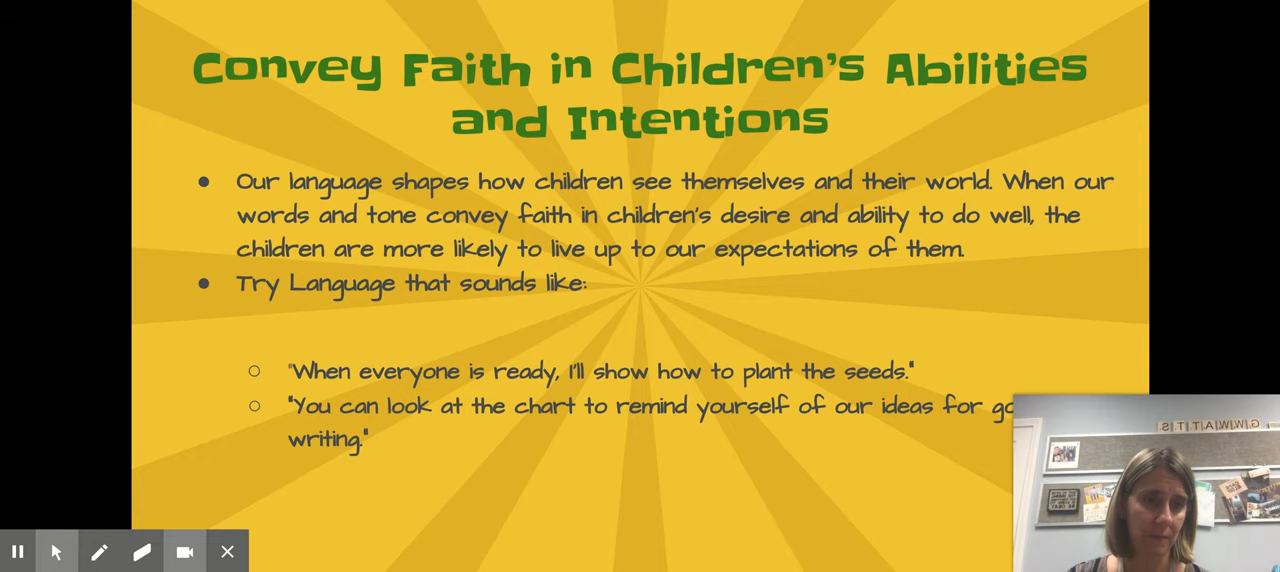 Convey Faith in Children's Abilities
and Intentions
● Our language shapes how children see themselves and their world. When our
words and tone convey faith in children's desire and ability to do well, the
children are more likely to live up to our expectations of them.
● Try Language that sounds like:
○ "When everyone is ready, I'll show how to plant the seeds."
○ "You can look at the chart to remind yourself of our ideas for
writing."